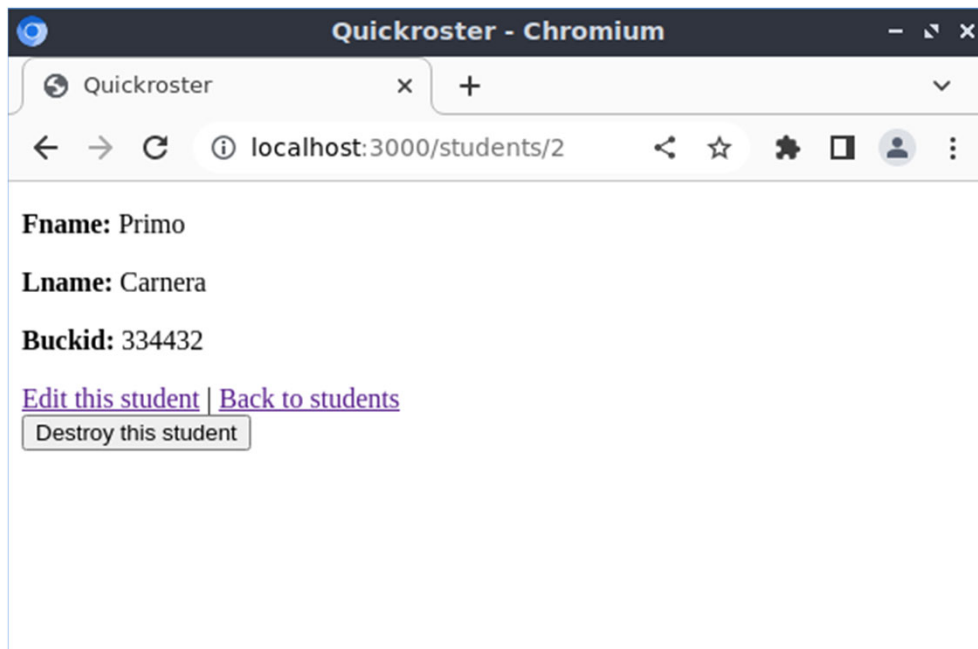 Quickroster - Chromium
Quickroster
localhost:3000/students/2
Fname: Primo
Lname: Carnera
Buckid: 334432
Edit this student | Back to students
Destroy this student